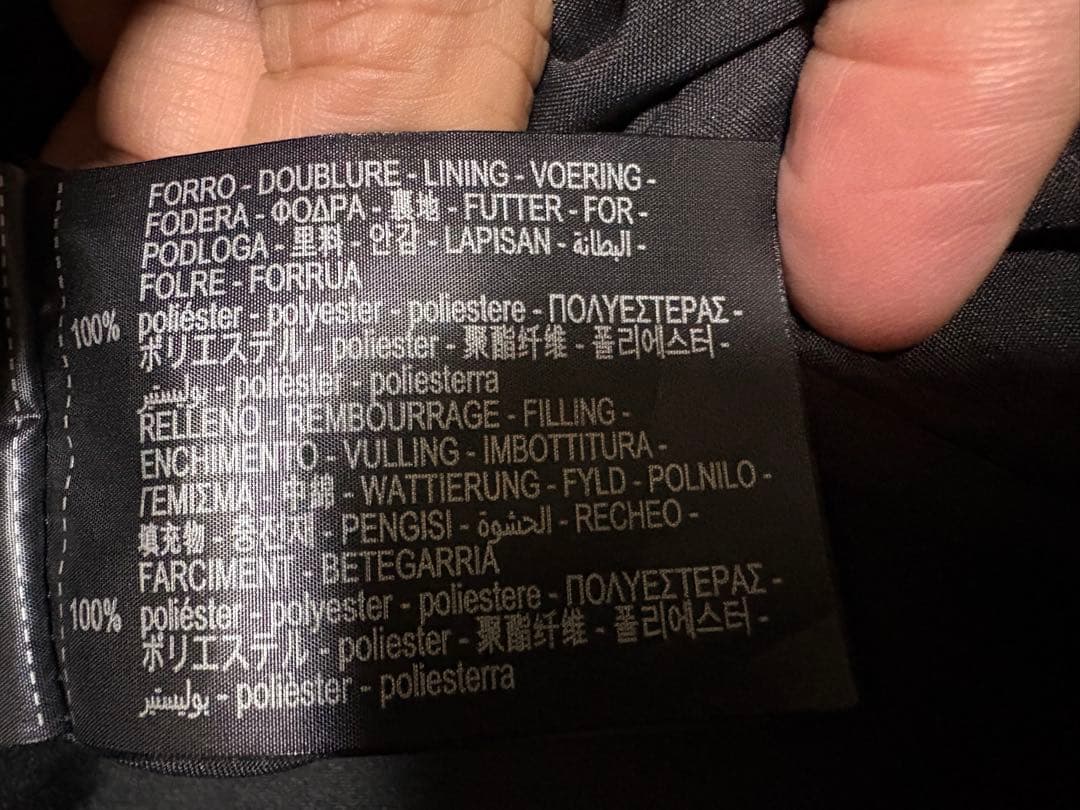 FORRO - DOUBLURE - LINING - VOERING -
FODERA - ΦΟΔΡΑ - 裏地 - FUTTER - FOR -
PODLOGA - 里料 - 안감 - LAPISAN - البطانة -
FOLRE - FORRUA
100% poliéster - polyester - poliestere - ΠΟΛΥΕΣΤΕΡΑΣ -
ポリエステル - poliester - 聚酯纤维 - 폴리에스터 -
بوليستير - poliester - poliesterra
RELLENO - REMBOURRAGE - FILLING -
ENCHIMENTO - VULLING - IMBOTTITURA -
ΓΕΜΙΣΜΑ - 中綿 - WATTIERUNG - FYLD - POLNILO -
填充物 - 충전지 - PENGISI - الحشوة - RECHEO -
FARCIMENT - BETEGARRIA
100% poliéster - polyester - poliestere - ΠΟΛΥΕΣΤΕΡΑΣ -
ポリエステル - poliester - 聚酯纤维 - 폴리에스터 -
بوليستير - poliester - poliesterra